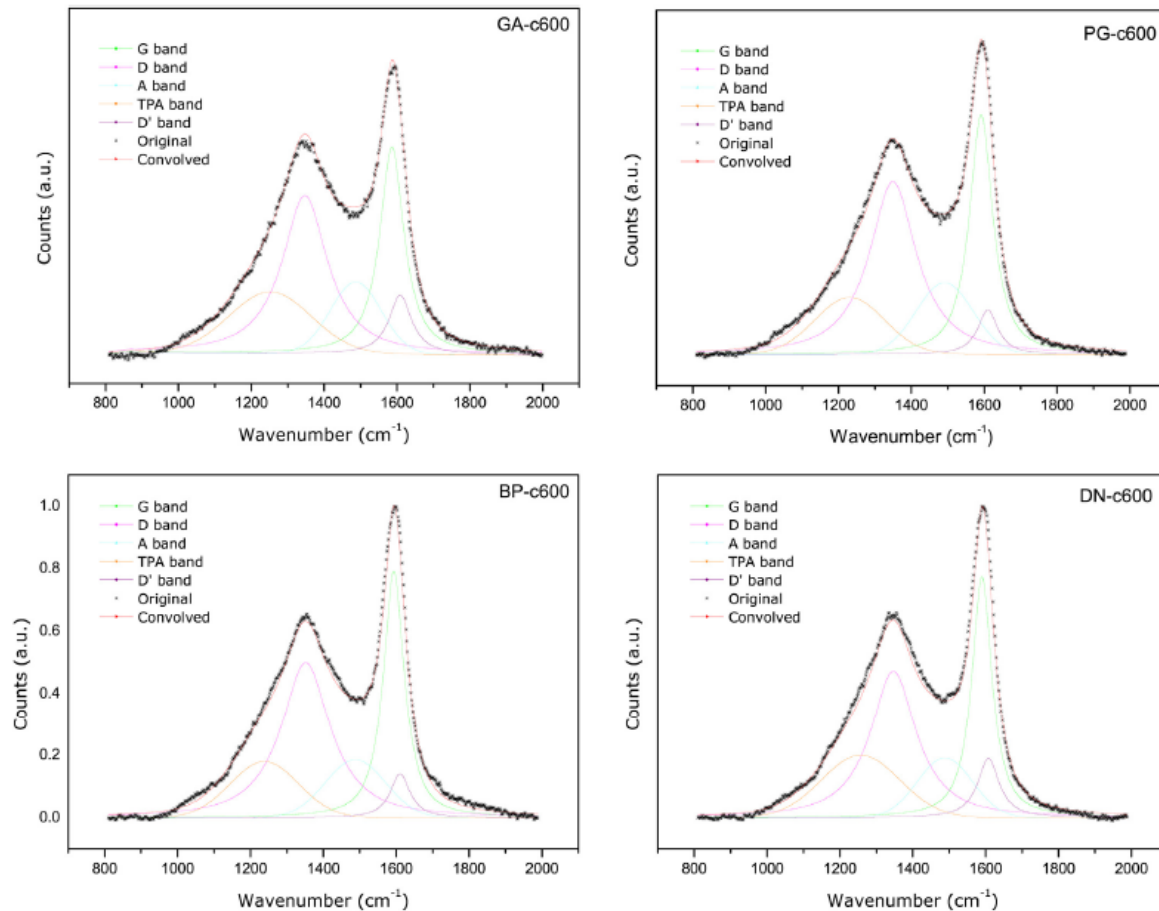 GA-c600
G band
D band
A band
TPA band
D' band
Original
Convolved
Counts (a.u.)
800 1000 1200 1400 1600 1800 2000
Wavenumber (cm⁻¹)
PG-c600
G band
D band
A band
TPA band
D' band
Original
Convolved
Counts (a.u.)
800 1000 1200 1400 1600 1800 2000
Wavenumber (cm⁻¹)
BP-c600
G band
D band
A band
TPA band
D' band
Original
Convolved
1.0
0.8
0.6
0.4
0.2
0.0
Counts (a.u.)
800 1000 1200 1400 1600 1800 2000
Wavenumber (cm⁻¹)
DN-c600
G band
D band
A band
TPA band
D' band
Original
Convolved
Counts (a.u.)
800 1000 1200 1400 1600 1800 2000
Wavenumber (cm⁻¹)